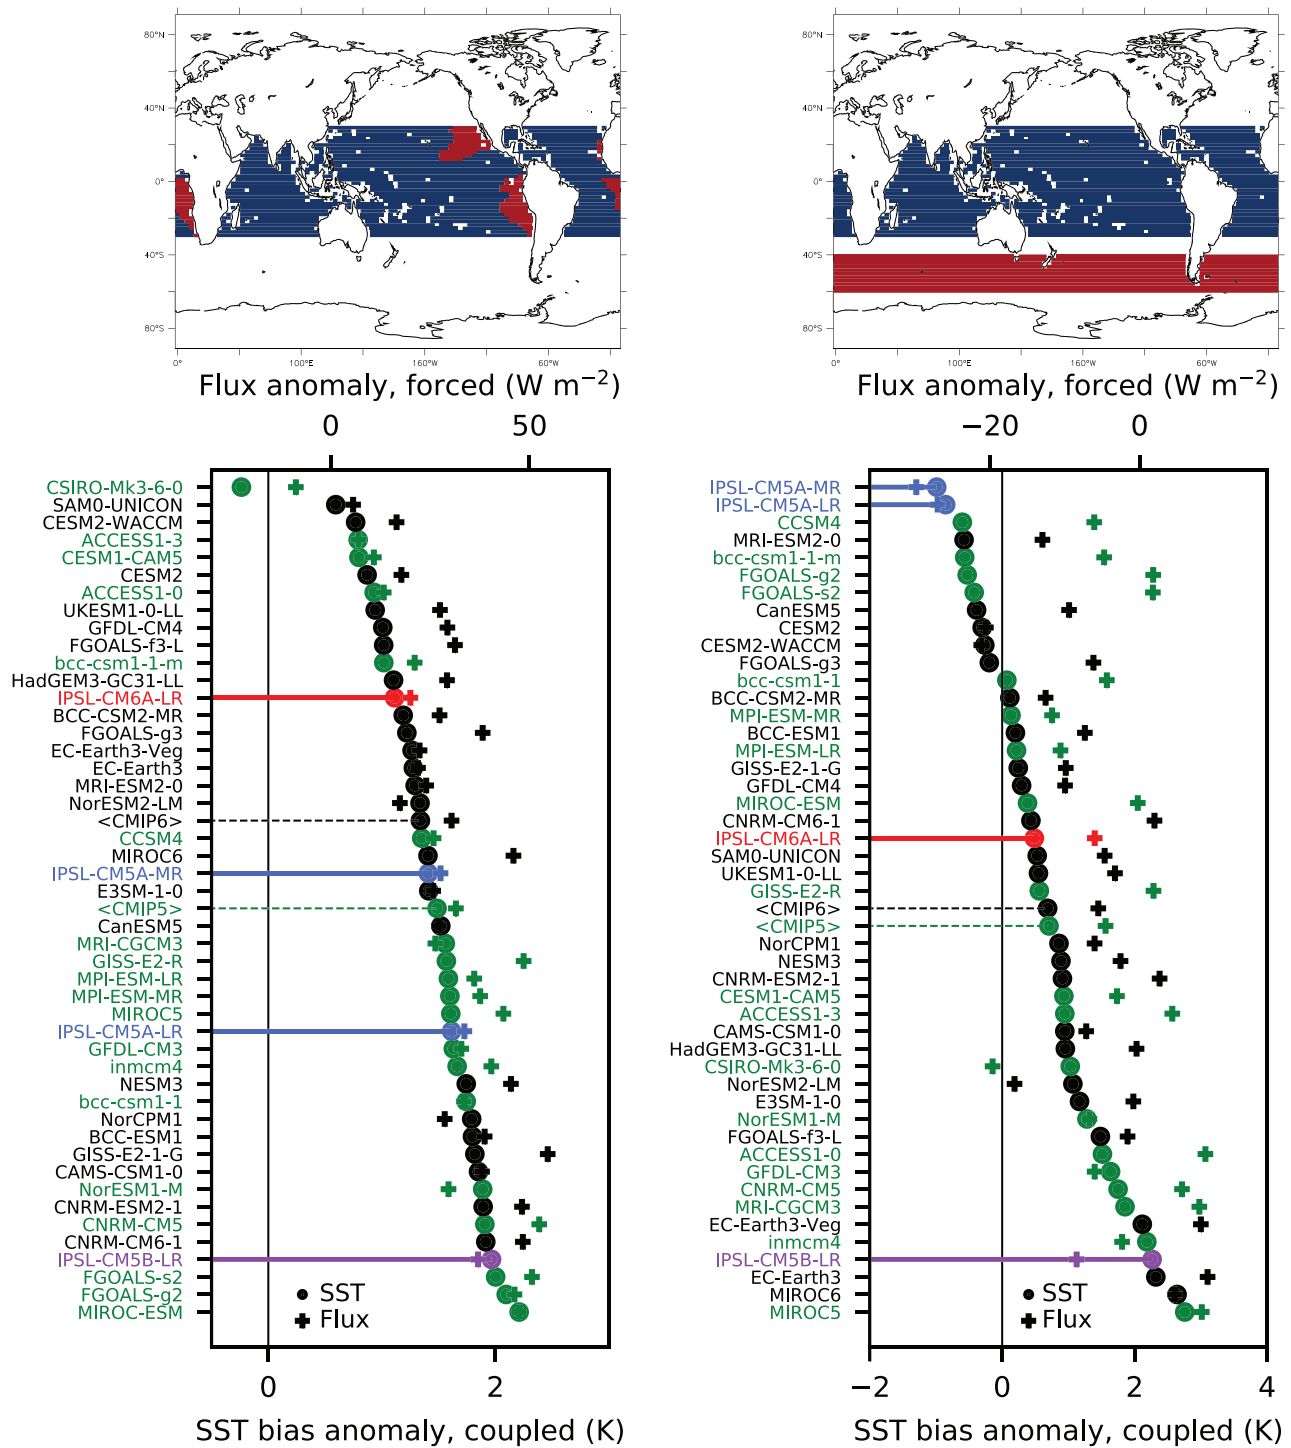 80°N
40°N
0°
40°S
80°S
0°
100°E
160°W
60°W
80°N
40°N
0°
40°S
80°S
0°
100°E
160°W
60°W
Flux anomaly, forced (W m−2)
0
50
CSIRO-Mk3-6-0
SAM0-UNICON
CESM2-WACCM
ACCESS1-3
CESM1-CAM5
CESM2
ACCESS1-0
UKESM1-0-LL
GFDL-CM4
FGOALS-f3-L
bcc-csm1-1-m
HadGEM3-GC31-LL
IPSL-CM6A-LR
BCC-CSM2-MR
FGOALS-g3
EC-Earth3-Veg
EC-Earth3
MRI-ESM2-0
NorESM2-LM
<CMIP6>
CCSM4
MIROC6
IPSL-CM5A-MR
E3SM-1-0
<CMIP5>
CanESM5
MRI-CGCM3
GISS-E2-R
MPI-ESM-LR
MPI-ESM-MR
MIROC5
IPSL-CM5A-LR
GFDL-CM3
inmcm4
NESM3
bcc-csm1-1
NorCPM1
BCC-ESM1
GISS-E2-1-G
CAMS-CSM1-0
NorESM1-M
CNRM-ESM2-1
CNRM-CM5
CNRM-CM6-1
IPSL-CM5B-LR
FGOALS-s2
FGOALS-g2
MIROC-ESM
SST
Flux
0
2
SST bias anomaly, coupled (K)
Flux anomaly, forced (W m−2)
−20
0
IPSL-CM5A-MR
IPSL-CM5A-LR
CCSM4
MRI-ESM2-0
bcc-csm1-1-m
FGOALS-g2
FGOALS-s2
CanESM5
CESM2
CESM2-WACCM
FGOALS-g3
bcc-csm1-1
BCC-CSM2-MR
MPI-ESM-MR
BCC-ESM1
MPI-ESM-LR
GISS-E2-1-G
GFDL-CM4
MIROC-ESM
CNRM-CM6-1
IPSL-CM6A-LR
SAM0-UNICON
UKESM1-0-LL
GISS-E2-R
<CMIP6>
<CMIP5>
NorCPM1
NESM3
CNRM-ESM2-1
CESM1-CAM5
ACCESS1-3
CAMS-CSM1-0
HadGEM3-GC31-LL
CSIRO-Mk3-6-0
NorESM2-LM
E3SM-1-0
NorESM1-M
FGOALS-f3-L
ACCESS1-0
GFDL-CM3
CNRM-CM5
MRI-CGCM3
EC-Earth3-Veg
inmcm4
IPSL-CM5B-LR
EC-Earth3
MIROC6
MIROC5
SST
Flux
−2
0
2
4
SST bias anomaly, coupled (K)